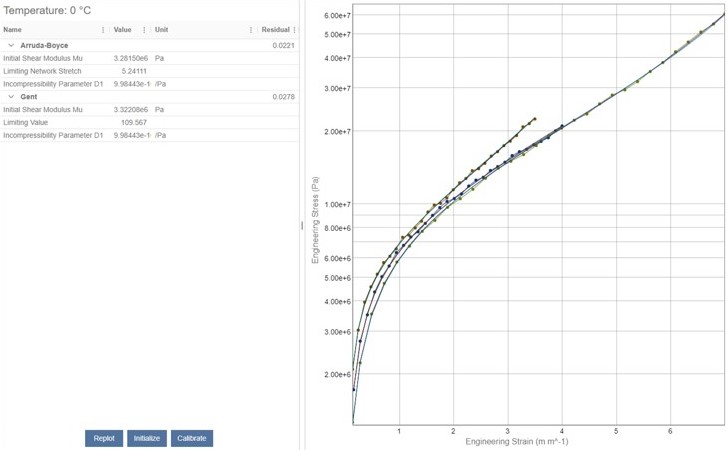 Temperature: 0 °C
Name Value Unit Residual
Arruda-Boyce 0.0221
Initial Shear Modulus Mu 3.28150e6 Pa
Limiting Network Stretch 5.24111
Incompressibility Parameter D1 9.98443e-1 /Pa
Gent 0.0278
Initial Shear Modulus Mu 3.32208e6 Pa
Limiting Value 109.567
Incompressibility Parameter D1 9.98443e-1 /Pa
Replot Initialize Calibrate
6.00e+7
5.00e+7
4.00e+7
3.00e+7
2.00e+7
1.00e+7
8.00e+6
6.00e+6
5.00e+6
4.00e+6
3.00e+6
2.00e+6
Engineering Stress (Pa)
1 2 3 4 5 6
Engineering Strain (m m^-1)